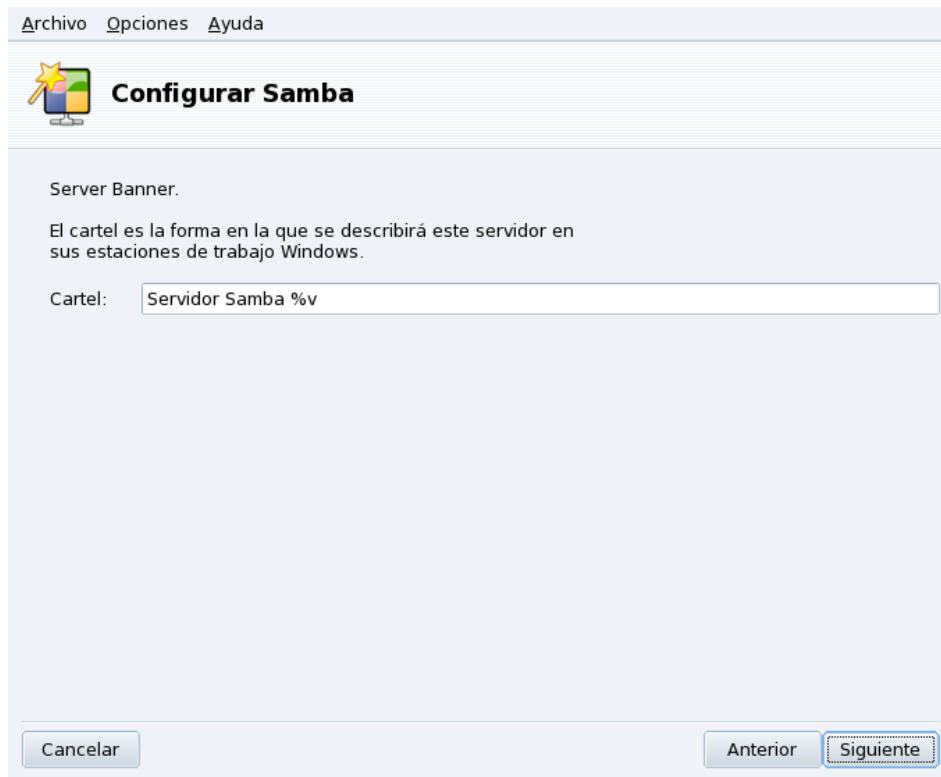 Archivo Opciones Ayuda
Configurar Samba
Server Banner.
El cartel es la forma en la que se describirá este servidor en
sus estaciones de trabajo Windows.
Cartel: Servidor Samba %v
Cancelar Anterior Siguiente